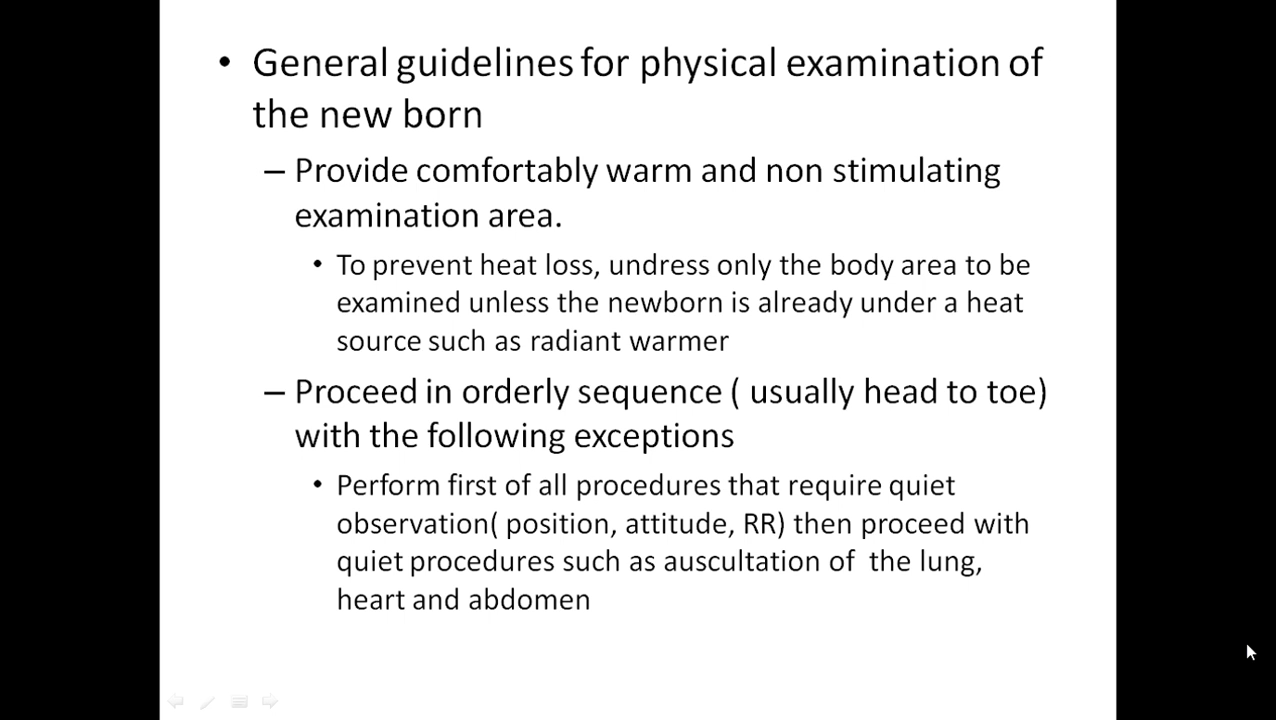 • General guidelines for physical examination of
the new born
– Provide comfortably warm and non stimulating
examination area.
• To prevent heat loss, undress only the body area to be
examined unless the newborn is already under a heat
source such as radiant warmer
– Proceed in orderly sequence ( usually head to toe)
with the following exceptions
• Perform first of all procedures that require quiet
observation( position, attitude, RR) then proceed with
quiet procedures such as auscultation of  the lung,
heart and abdomen